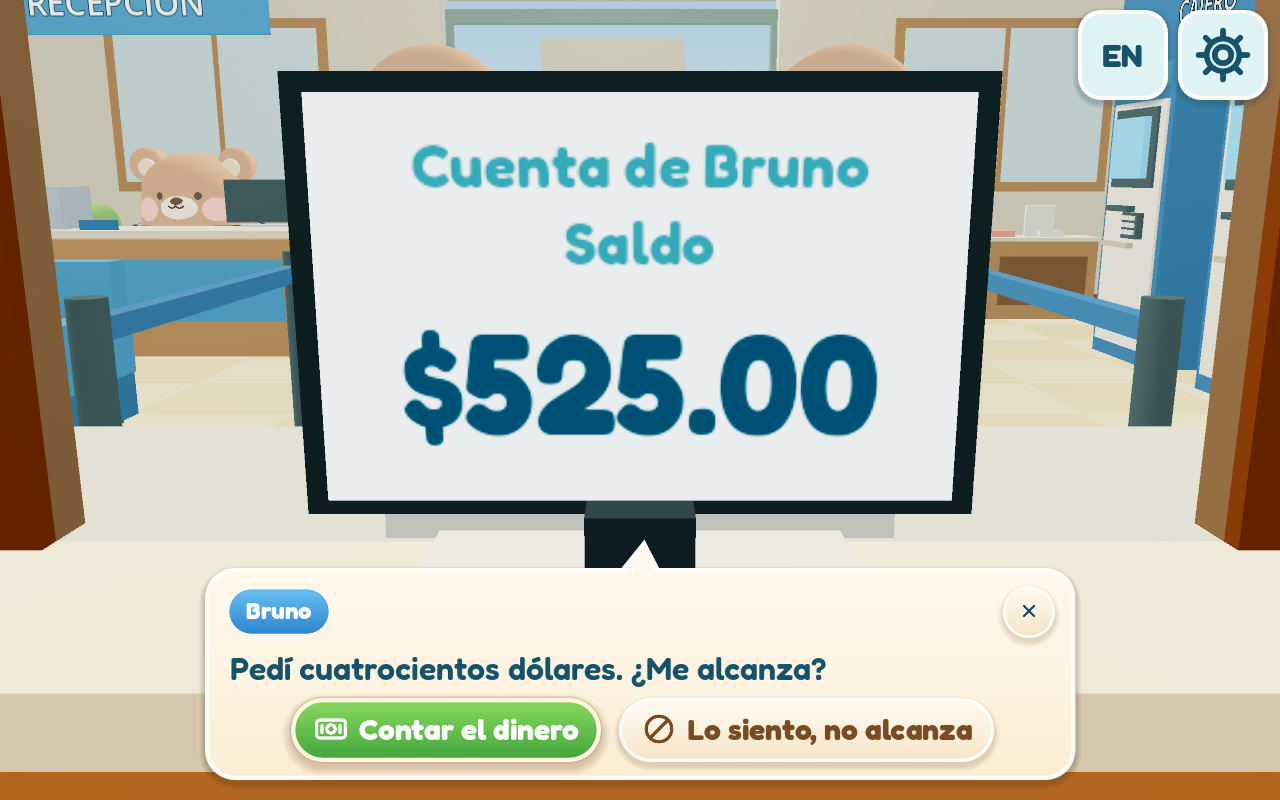 RECEPCIÓN
CAJERO
EN
Cuenta de Bruno
Saldo
$525.00
Bruno
Pedí cuatrocientos dólares. ¿Me alcanza?
Contar el dinero
Lo siento, no alcanza